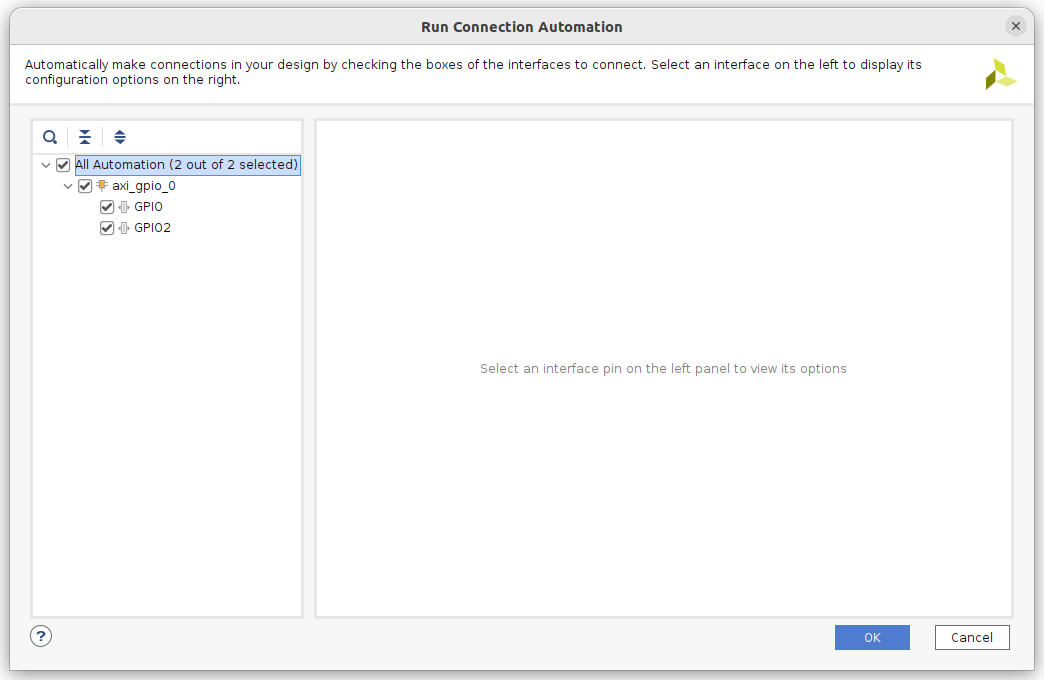 Run Connection Automation
Automatically make connections in your design by checking the boxes of the interfaces to connect. Select an interface on the left to display its
configuration options on the right.
All Automation (2 out of 2 selected)
axi_gpio_0
GPIO
GPIO2
Select an interface pin on the left panel to view its options
?
OK
Cancel